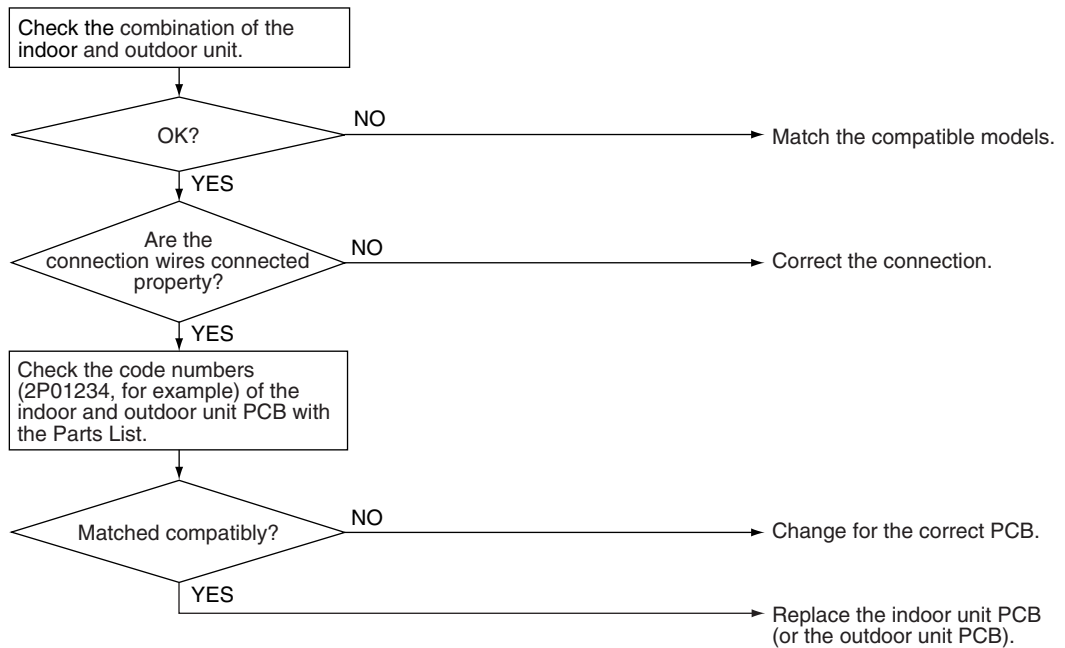 Check the combination of the
indoor and outdoor unit.
OK?
NO
Match the compatible models.
YES
Are the
connection wires connected
property?
NO
Correct the connection.
YES
Check the code numbers
(2P01234, for example) of the
indoor and outdoor unit PCB with
the Parts List.
Matched compatibly?
NO
Change for the correct PCB.
YES
Replace the indoor unit PCB
(or the outdoor unit PCB).